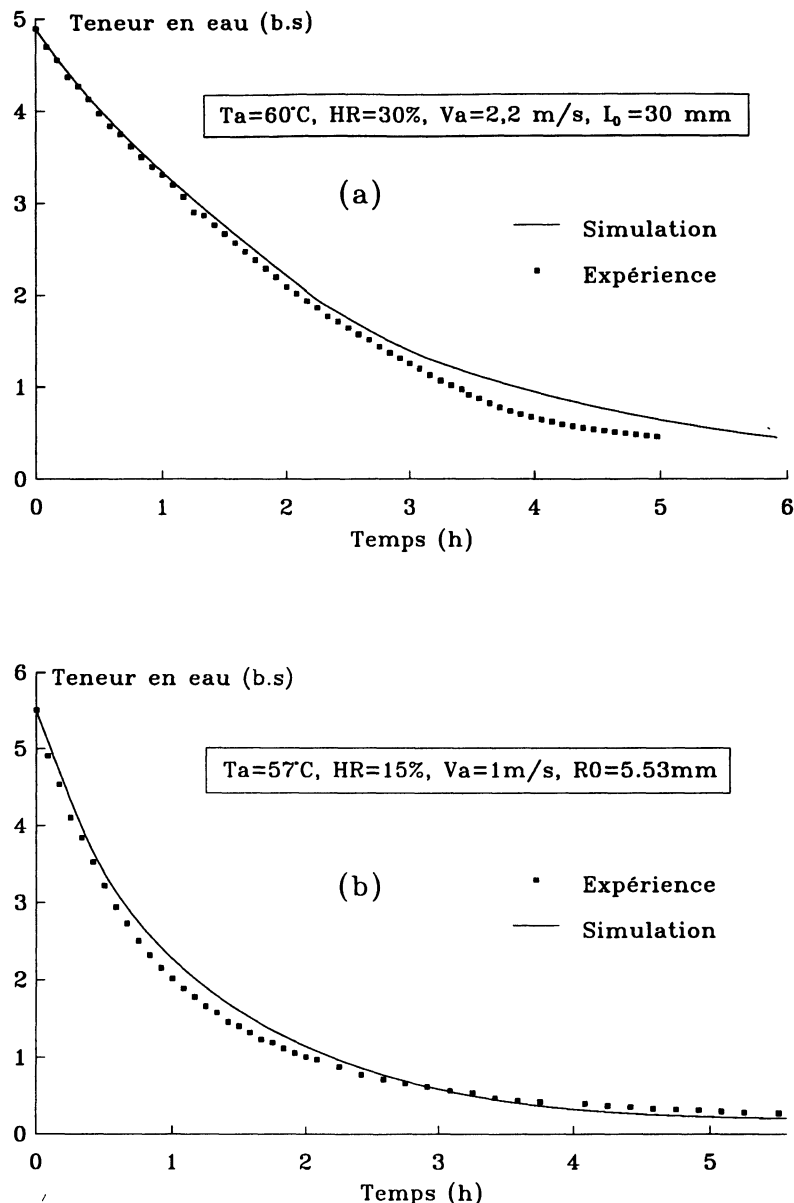 5
Teneur en eau (b.s)
4
Ta=60°C, HR=30%, Va=2,2 m/s, L₀=30 mm
3
(a)
Simulation
Expérience
2
1
0
0 1 2 3 4 5 6
Temps (h)
6
Teneur en eau (b.s)
5
Ta=57°C, HR=15%, Va=1m/s, R0=5.53mm
4
(b)
Expérience
3
Simulation
2
1
0
0 1 2 3 4 5
Temps (h)